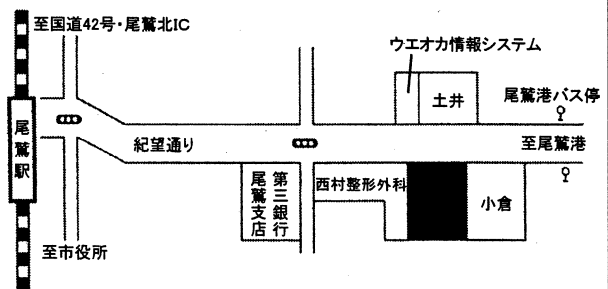 至国道42号・尾鷲北IC
ウエオカ情報システム
土井
尾鷲港バス停
尾鷲駅
紀望通り
至尾鷲港
第三銀行
尾鷲支店
西村整形外科
小倉
至市役所